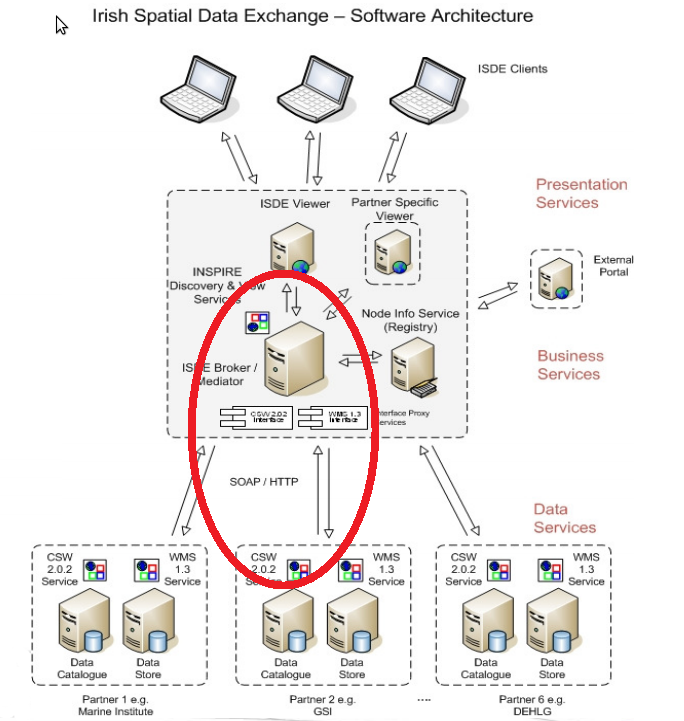 Irish Spatial Data Exchange – Software Architecture
ISDE Clients
Presentation
Services
ISDE Viewer
Partner Specific
Viewer
External
Portal
INSPIRE
Discovery & View
Services
Node Info Service
(Registry)
Business
Services
ISDE Broker /
Mediator
CSW 2.0.2
Interface
WMS 1.3
Interface
Interface Proxy
Services
SOAP / HTTP
Data
Services
CSW
2.0.2
Service
WMS
1.3
Service
CSW
2.0.2
Service
WMS
1.3
Service
CSW
2.0.2
Service
WMS
1.3
Service
Data
Catalogue
Data
Store
Data
Catalogue
Data
Store
Data
Catalogue
Data
Store
Partner 1 e.g.
Marine Institute
Partner 2 e.g.
GSI
....
Partner 6 e.g.
DEHLG